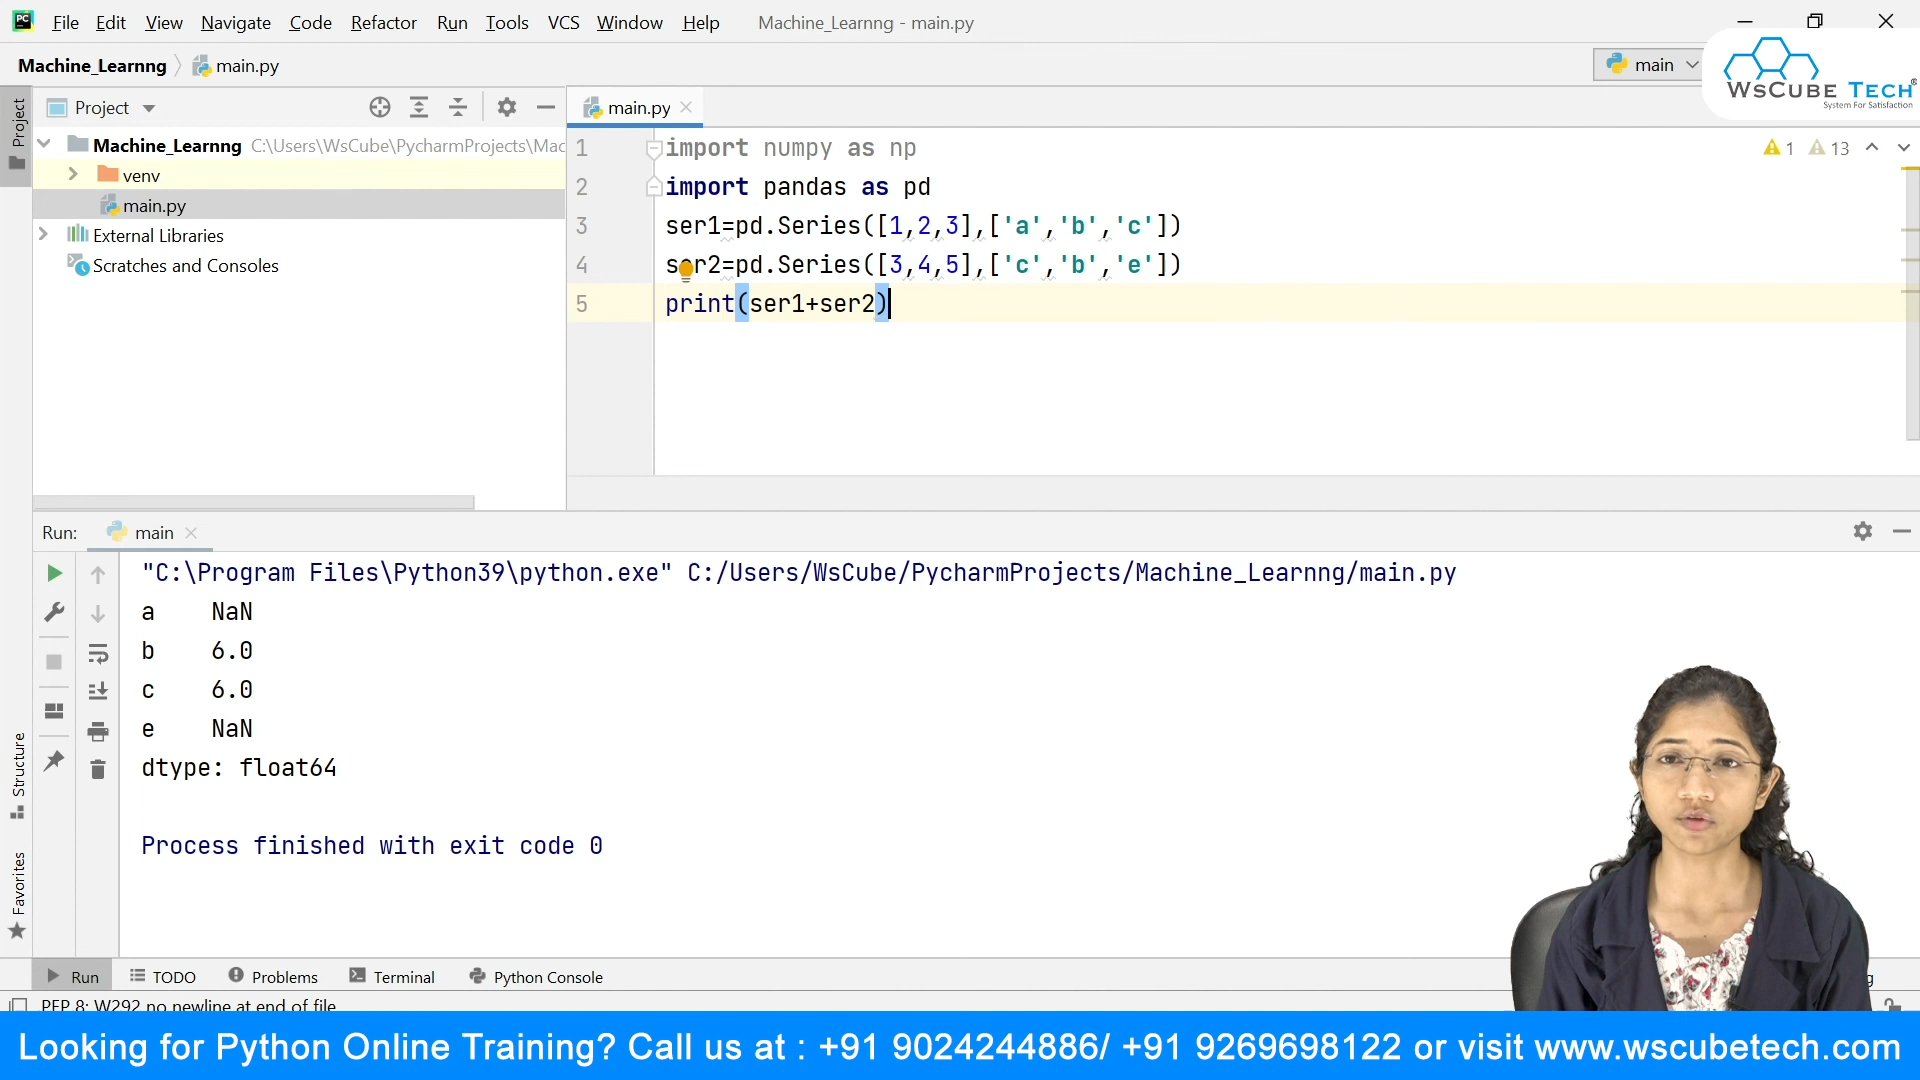 PC File Edit View Navigate Code Refactor Run Tools VCS Window Help Machine_Learnng - main.py
Machine_Learnng main.py main
WsCube Tech®
System For Satisfaction
Project Project main.py
Machine_Learnng C:\Users\WsCube\PycharmProjects\Mac
venv
main.py
External Libraries
Scratches and Consoles
1 import numpy as np
2 import pandas as pd
3 ser1=pd.Series([1,2,3],['a','b','c'])
4 ser2=pd.Series([3,4,5],['c','b','e'])
5 print(ser1+ser2)
1 13
Run: main
"C:\Program Files\Python39\python.exe" C:/Users/WsCube/PycharmProjects/Machine_Learnng/main.py
a NaN
b 6.0
c 6.0
e NaN
dtype: float64
Process finished with exit code 0
Structure
Favorites
Run TODO Problems Terminal Python Console
PEP 8: W292 no newline at end of file
Looking for Python Online Training? Call us at : +91 9024244886/ +91 9269698122 or visit www.wscubetech.com